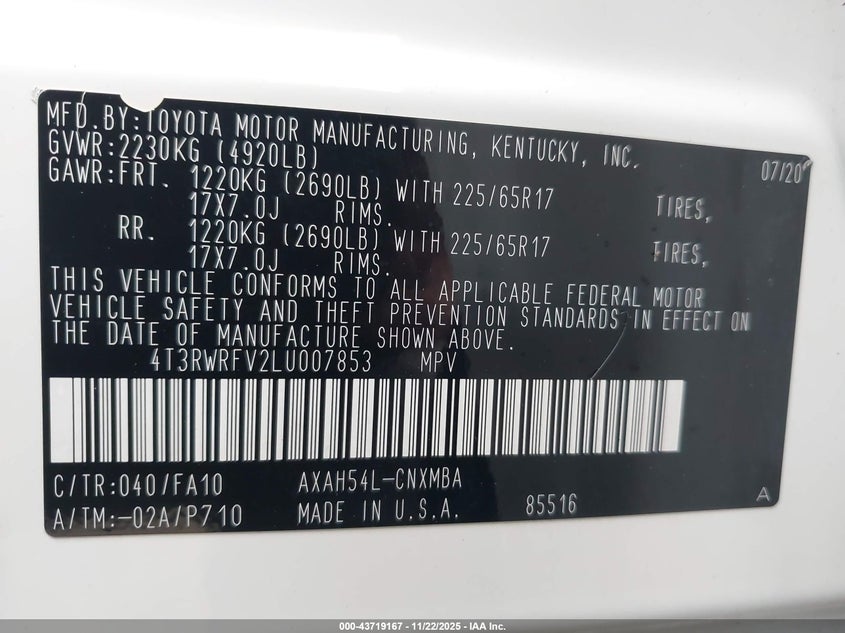 MFD. BY: TOYOTA MOTOR MANUFACTURING, KENTUCKY, INC.
GVWR: 2230KG (4920LB) 07/20
GAWR: FRT. 1220KG (2690LB) WITH 225/65R17 TIRES,
17X7.0J RIMS.
RR. 1220KG (2690LB) WITH 225/65R17 TIRES,
17X7.0J RIMS.
THIS VEHICLE CONFORMS TO ALL APPLICABLE FEDERAL MOTOR
VEHICLE SAFETY AND THEFT PREVENTION STANDARDS IN EFFECT ON
THE DATE OF MANUFACTURE SHOWN ABOVE.
4T3RWRFV2LU007853 MPV
C/TR:040/FA10 AXAH54L-CNXMBA
A/TM:-02A/P710 MADE IN U.S.A. 85516 A
000-43719167 - 11/22/2025 - IAA Inc.